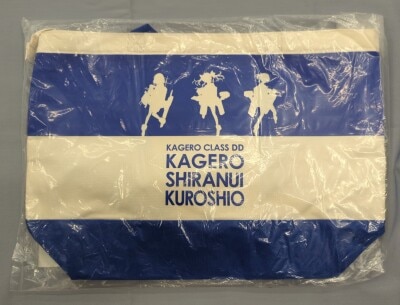 KAGERO CLASS DD
KAGERO
SHIRANUI
KUROSHIO